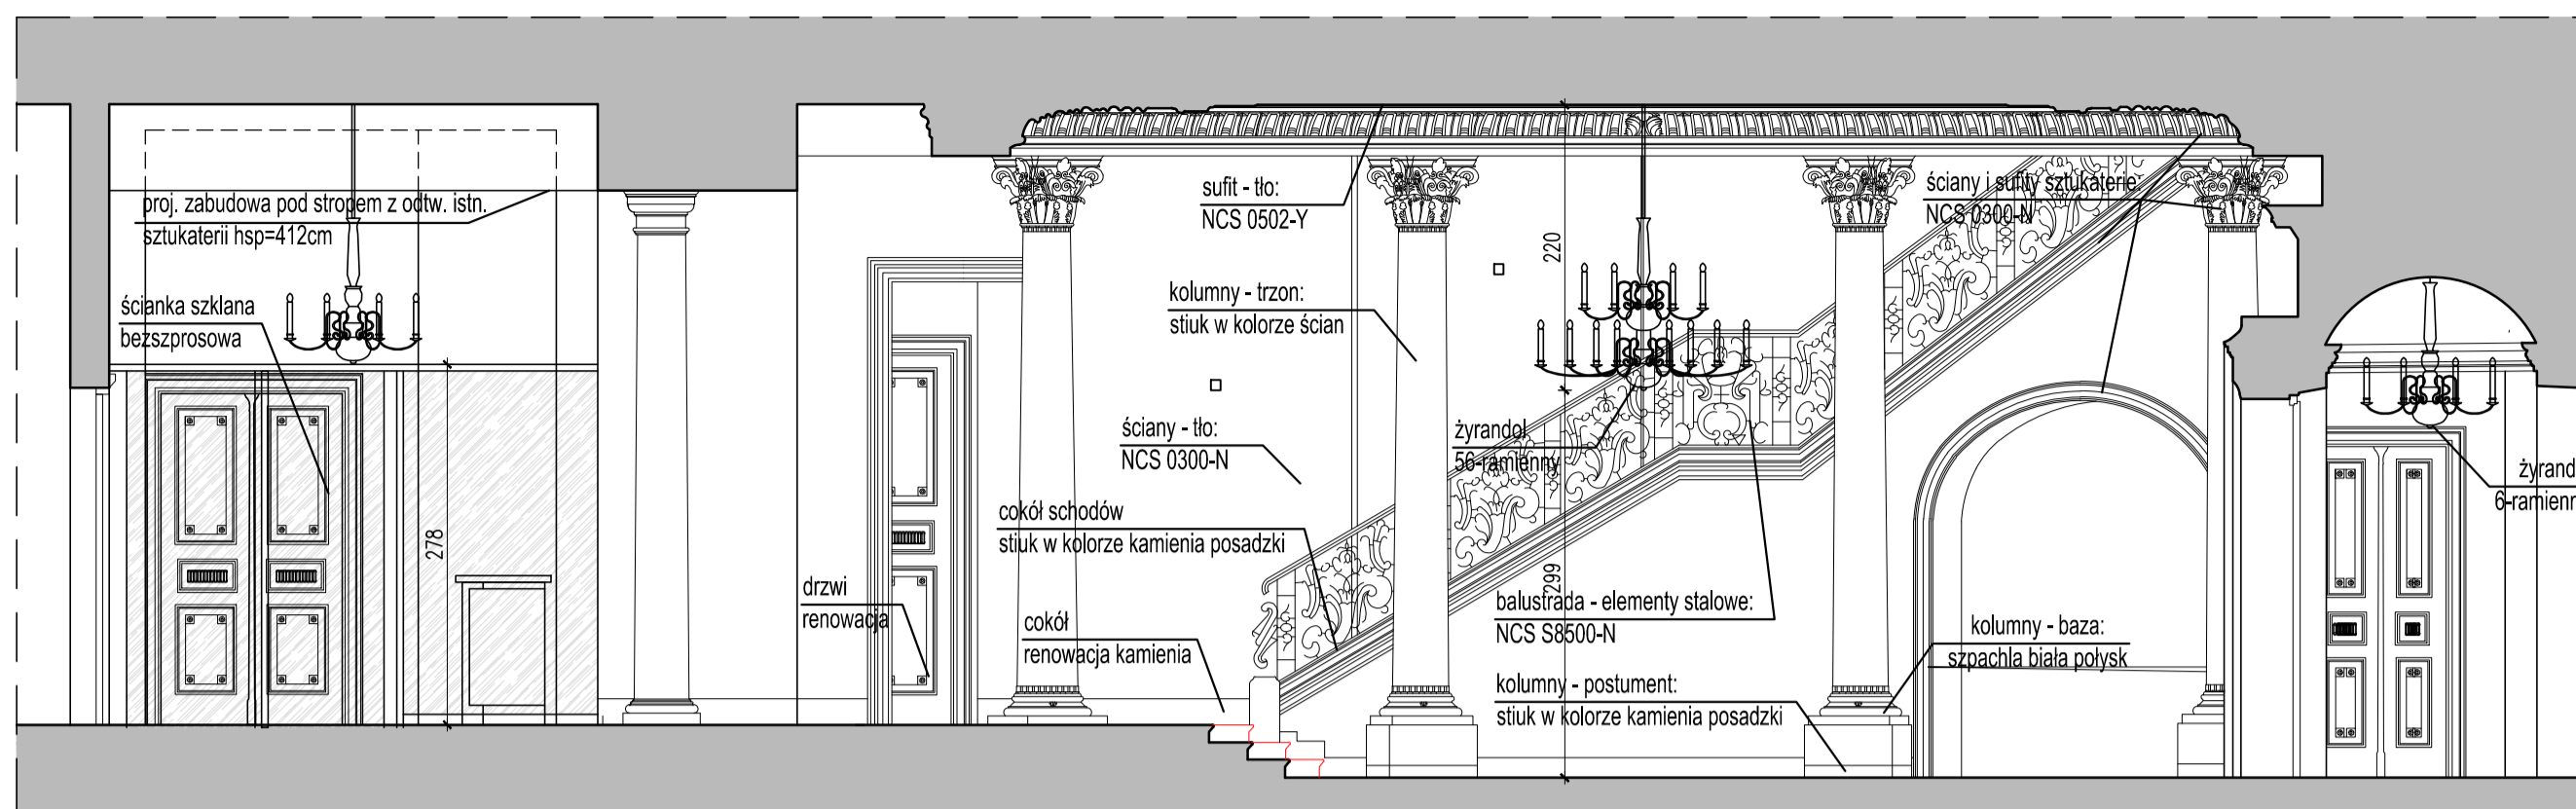 proj. zabudowa pod stropem z odtw. istn.
sztukaterii hsp=412cm
ścianka szklana
bezszprosowa
278
drzwi
renowacja
cokół
renowacja kamienia
cokół schodów
stiuk w kolorze kamienia posadzki
ściany - tło:
NCS 0300-N
kolumny - trzon:
stiuk w kolorze ścian
sufit - tło:
NCS 0502-Y
220
299
żyrandol
56-ramienny
balustrada - elementy stalowe:
NCS S8500-N
kolumny - postument:
stiuk w kolorze kamienia posadzki
ściany i sufity sztukaterie:
NCS 0300-N
kolumny - baza:
szpachla biała połysk
żyrand
6-ramienn